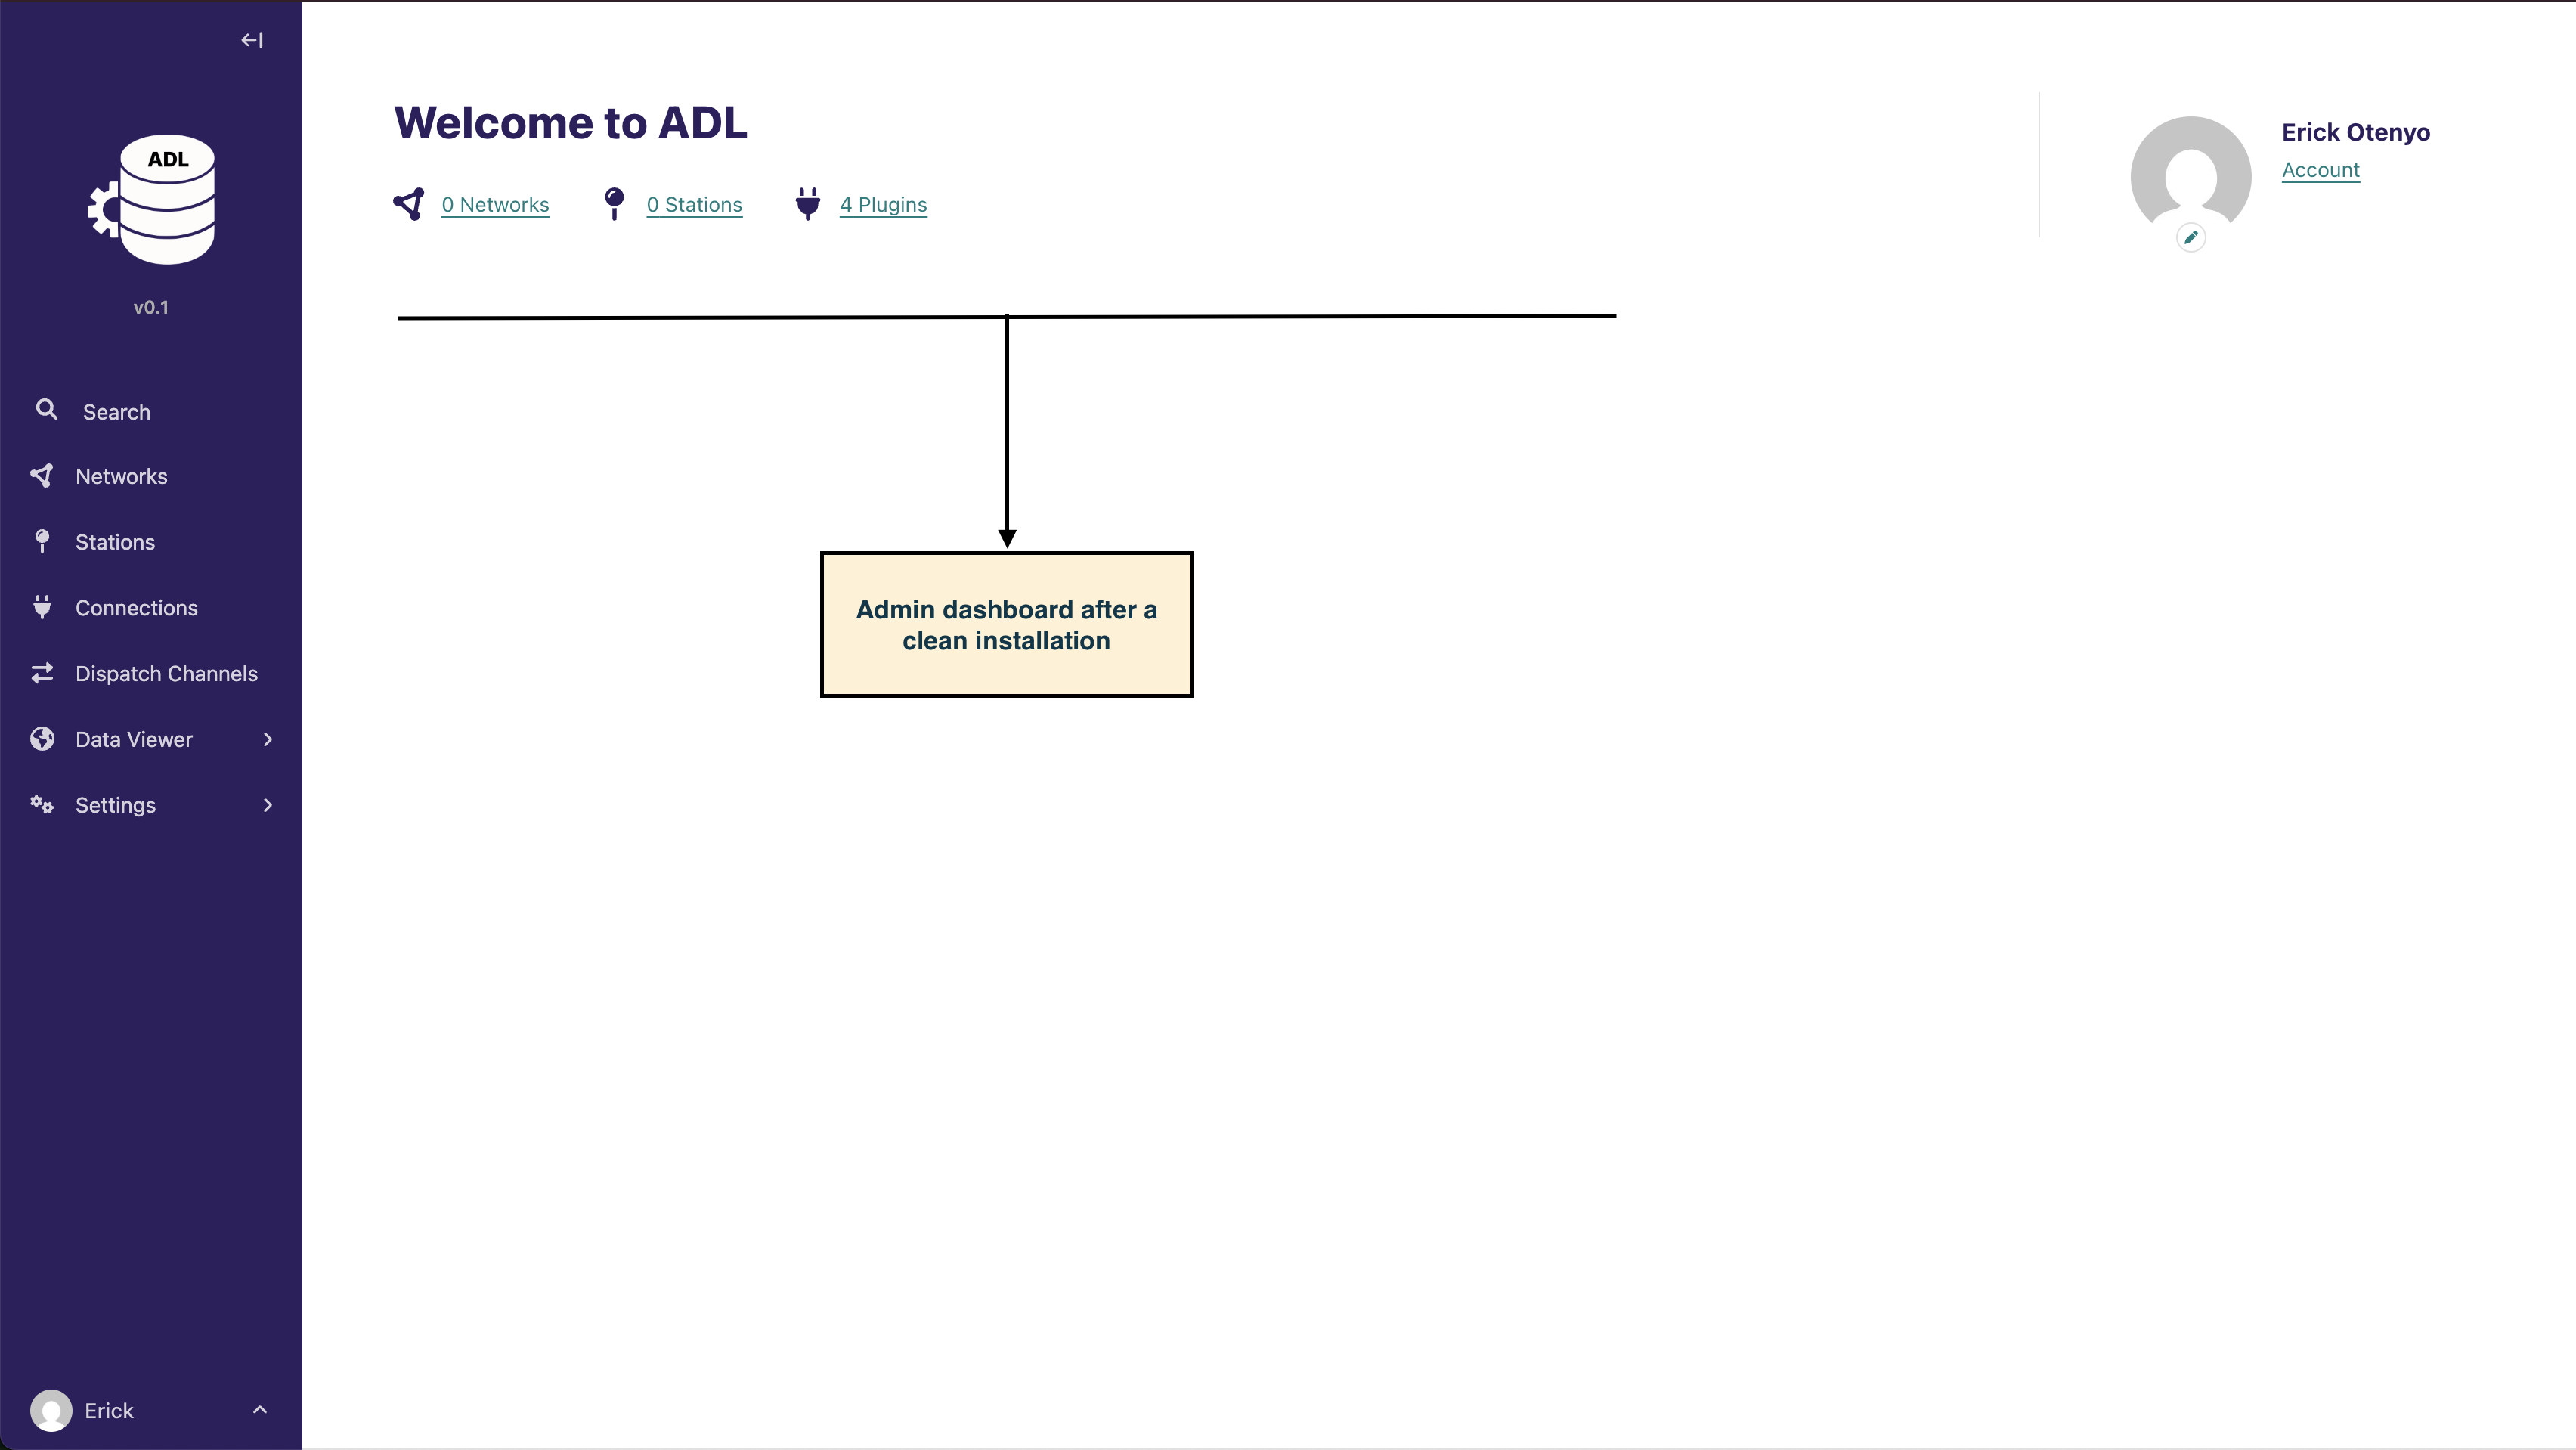 ADL
v0.1
Search
Networks
Stations
Connections
Dispatch Channels
Data Viewer
Settings
Erick
Welcome to ADL
0 Networks
0 Stations
4 Plugins
Erick Otenyo
Account
Admin dashboard after a
clean installation